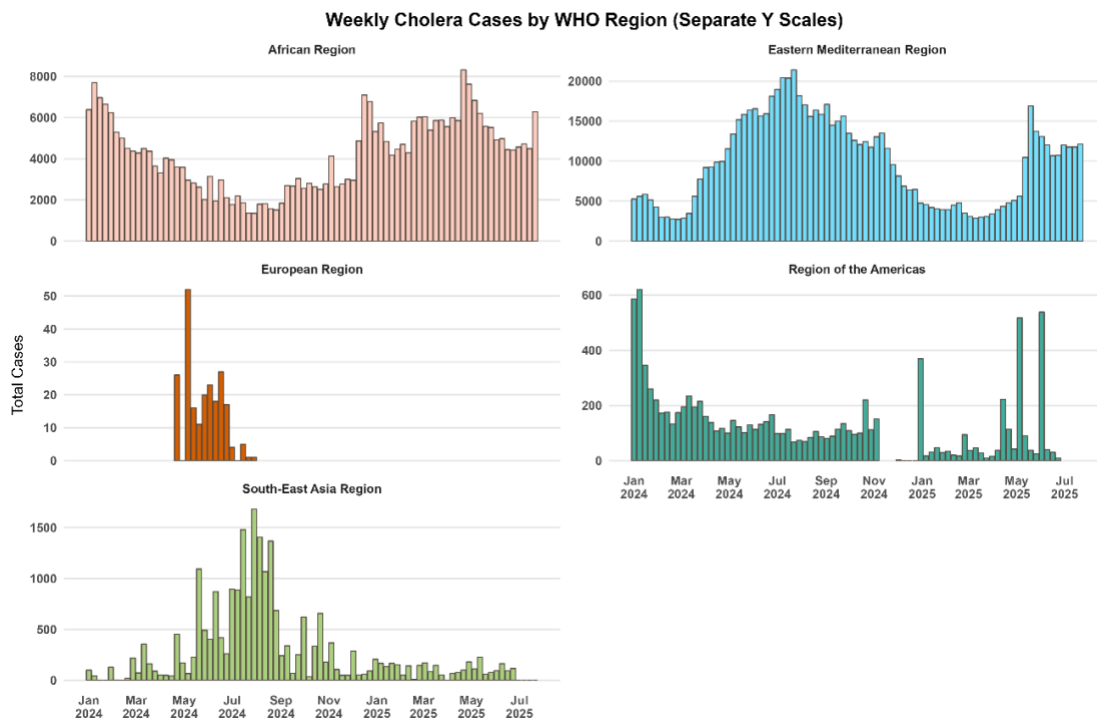 Weekly Cholera Cases by WHO Region (Separate Y Scales)
African Region
8000
6000
4000
2000
0
Eastern Mediterranean Region
20000
15000
10000
5000
0
European Region
50
40
30
20
10
0
Region of the Americas
600
400
200
0
Jan Mar May Jul Sep Nov Jan Mar May Jul
2024 2024 2024 2024 2024 2024 2025 2025 2025 2025
South-East Asia Region
1500
1000
500
0
Jan Mar May Jul Sep Nov Jan Mar May Jul
2024 2024 2024 2024 2024 2024 2025 2025 2025 2025
Total Cases